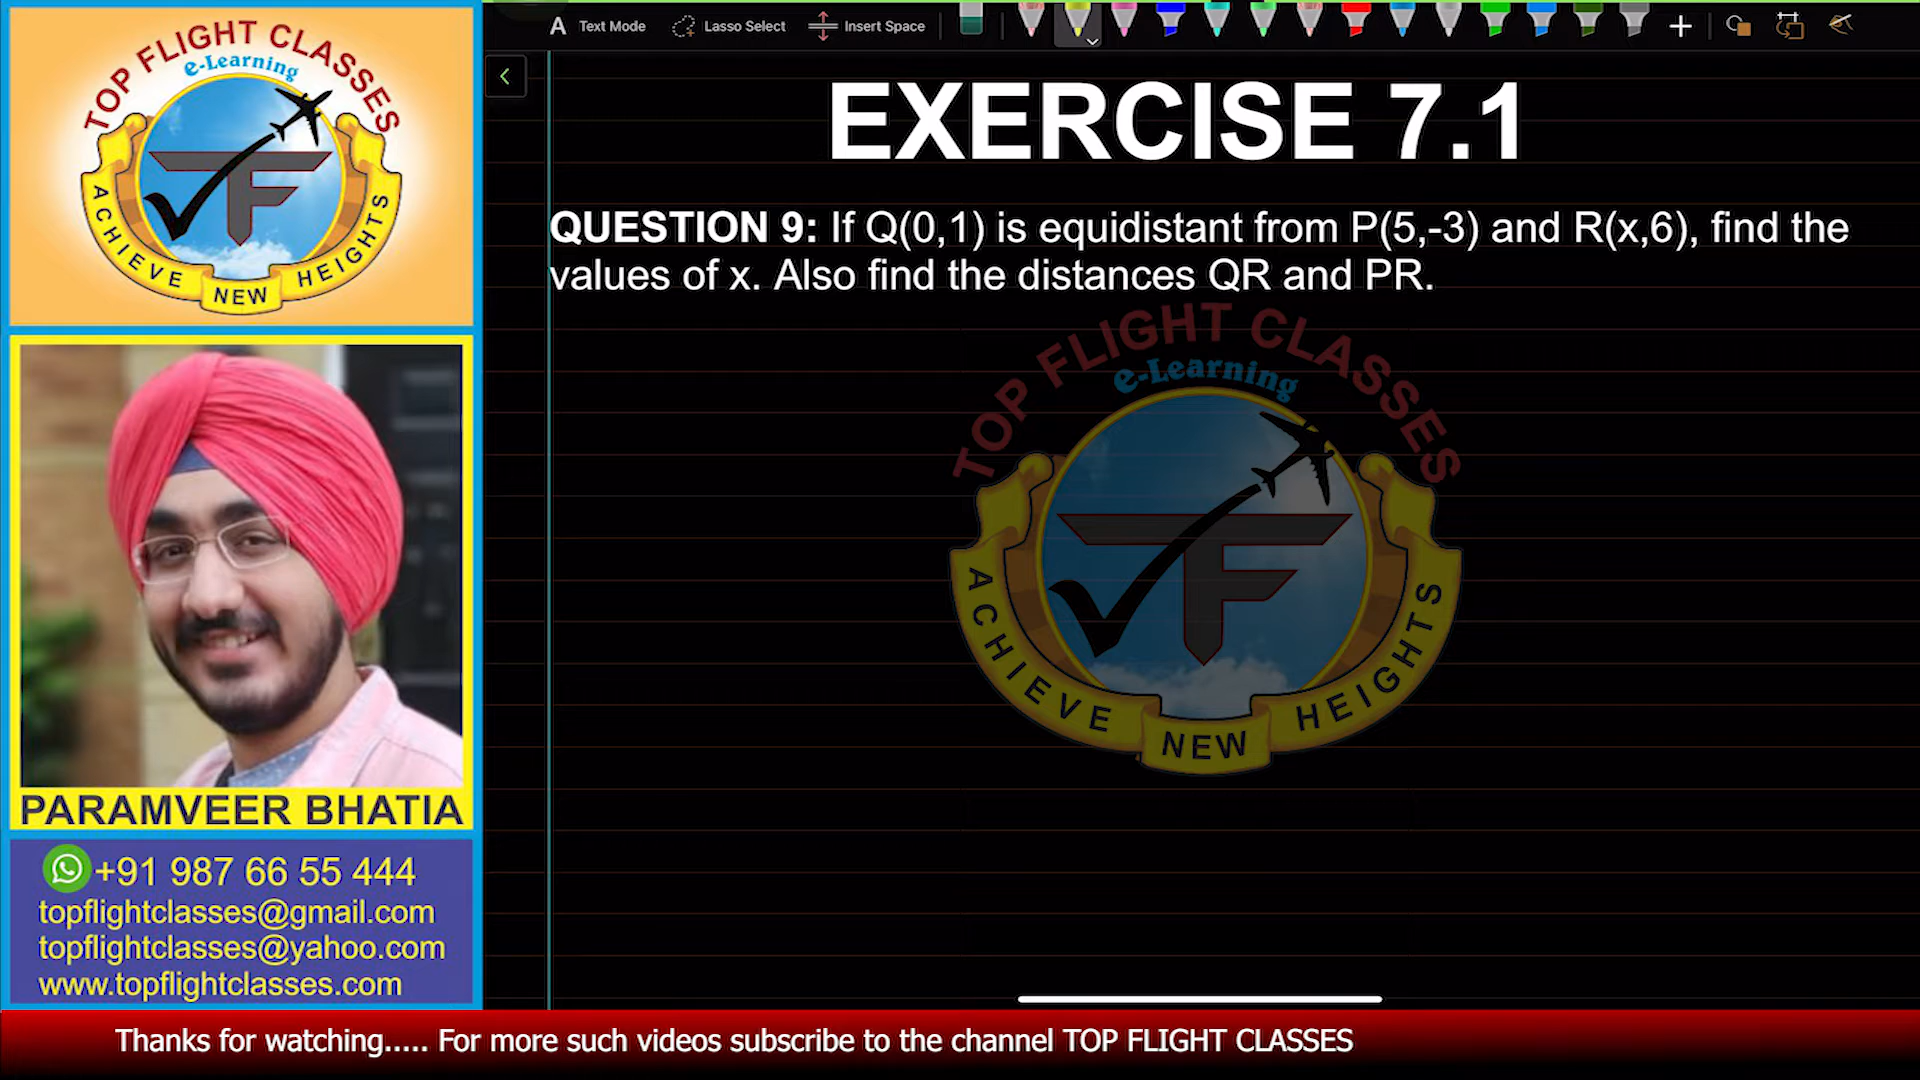 TOP FLIGHT CLASSES
e-Learning
TF
ACHIEVE NEW HEIGHTS
PARAMVEER BHATIA
+91 987 66 55 444
topflightclasses@gmail.com
topflightclasses@yahoo.com
www.topflightclasses.com
A Text Mode Lasso Select Insert Space
EXERCISE 7.1
QUESTION 9: If Q(0,1) is equidistant from P(5,-3) and R(x,6), find the
values of x. Also find the distances QR and PR.
TOP FLIGHT CLASSES
e-Learning
TF
ACHIEVE NEW HEIGHTS
Thanks for watching..... For more such videos subscribe to the channel TOP FLIGHT CLASSES